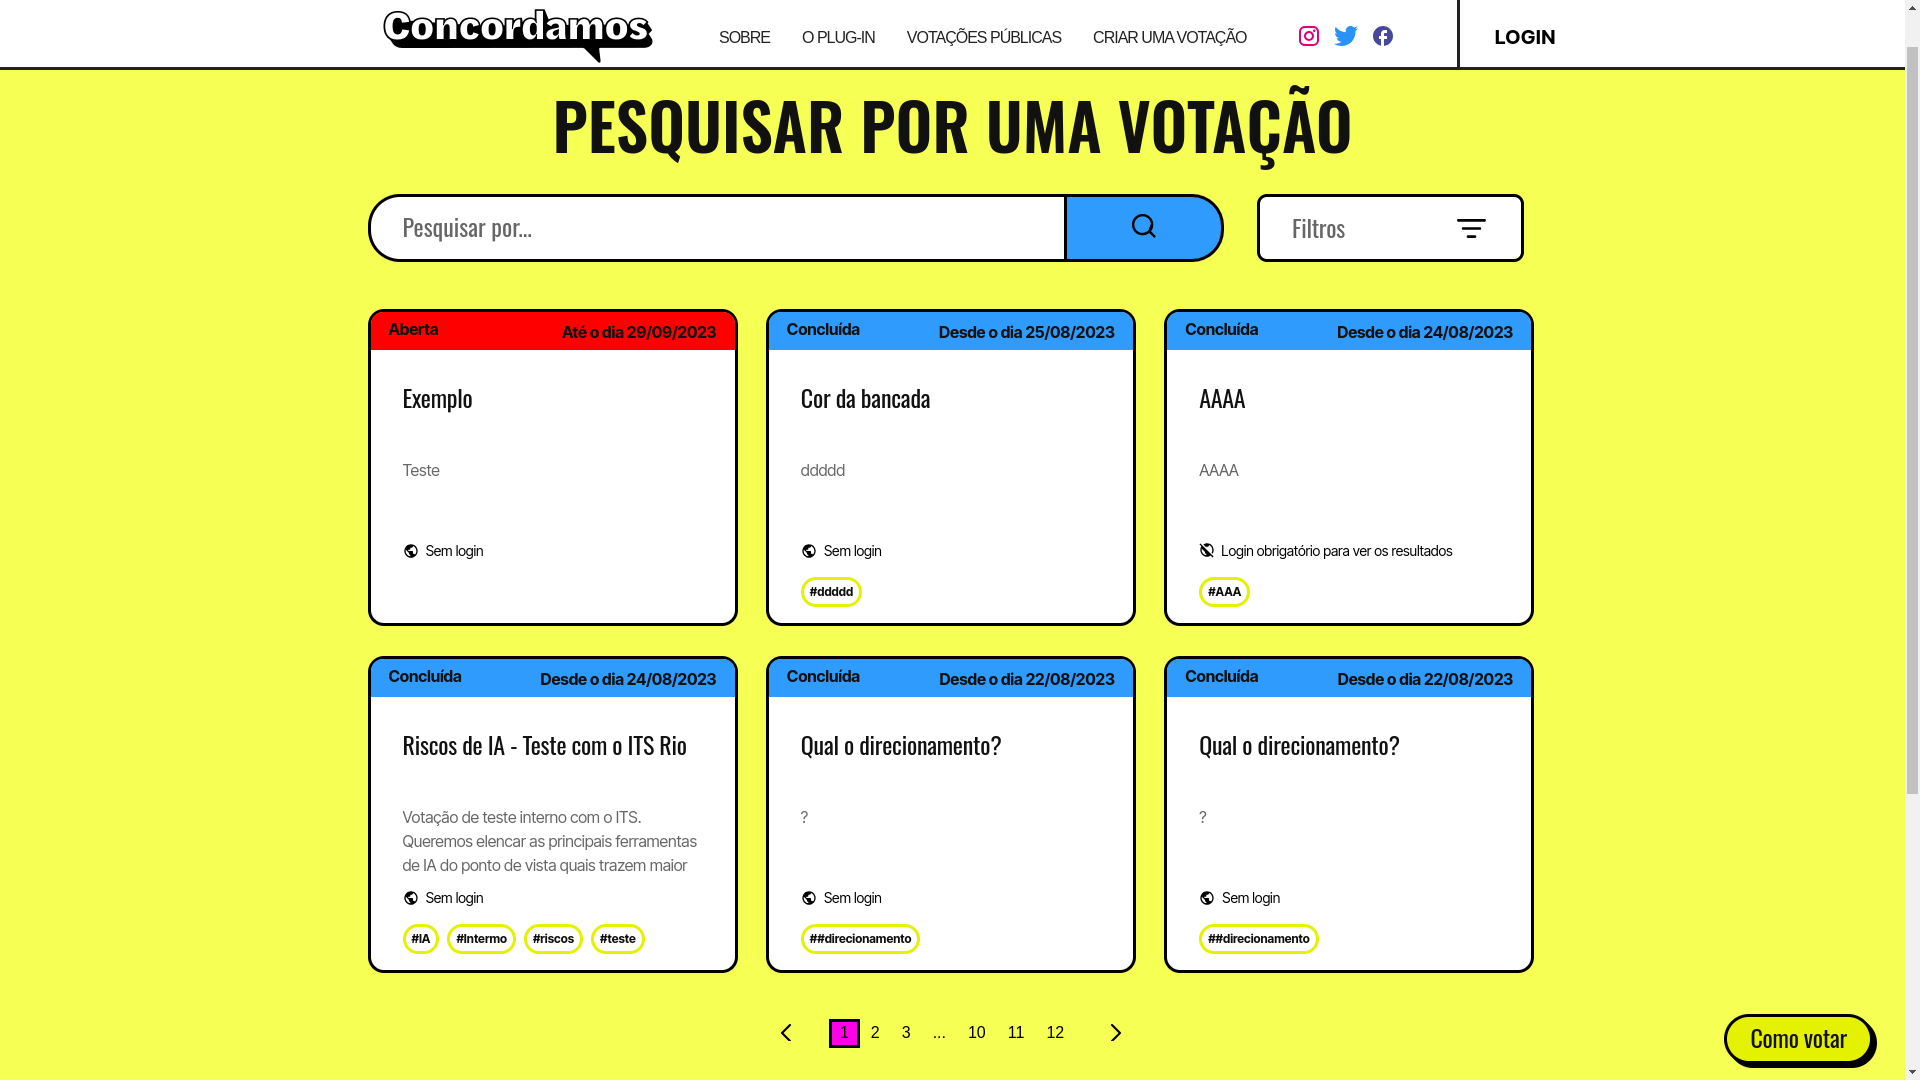 Concordamos
SOBRE
O PLUG-IN
VOTAÇÕES PÚBLICAS
CRIAR UMA VOTAÇÃO
LOGIN
PESQUISAR POR UMA VOTAÇÃO
Pesquisar por...
Filtros
Aberta
Até o dia 29/09/2023
Exemplo
Teste
Sem login
Concluída
Desde o dia 25/08/2023
Cor da bancada
ddddd
Sem login
#ddddd
Concluída
Desde o dia 24/08/2023
AAAA
AAAA
Login obrigatório para ver os resultados
#AAA
Concluída
Desde o dia 24/08/2023
Riscos de IA - Teste com o ITS Rio
Votação de teste interno com o ITS.
Queremos elencar as principais ferramentas
de IA do ponto de vista quais trazem maior
Sem login
#IA #Intermo #riscos #teste
Concluída
Desde o dia 22/08/2023
Qual o direcionamento?
?
Sem login
##direcionamento
Concluída
Desde o dia 22/08/2023
Qual o direcionamento?
?
Sem login
##direcionamento
1 2 3 ... 10 11 12
Como votar